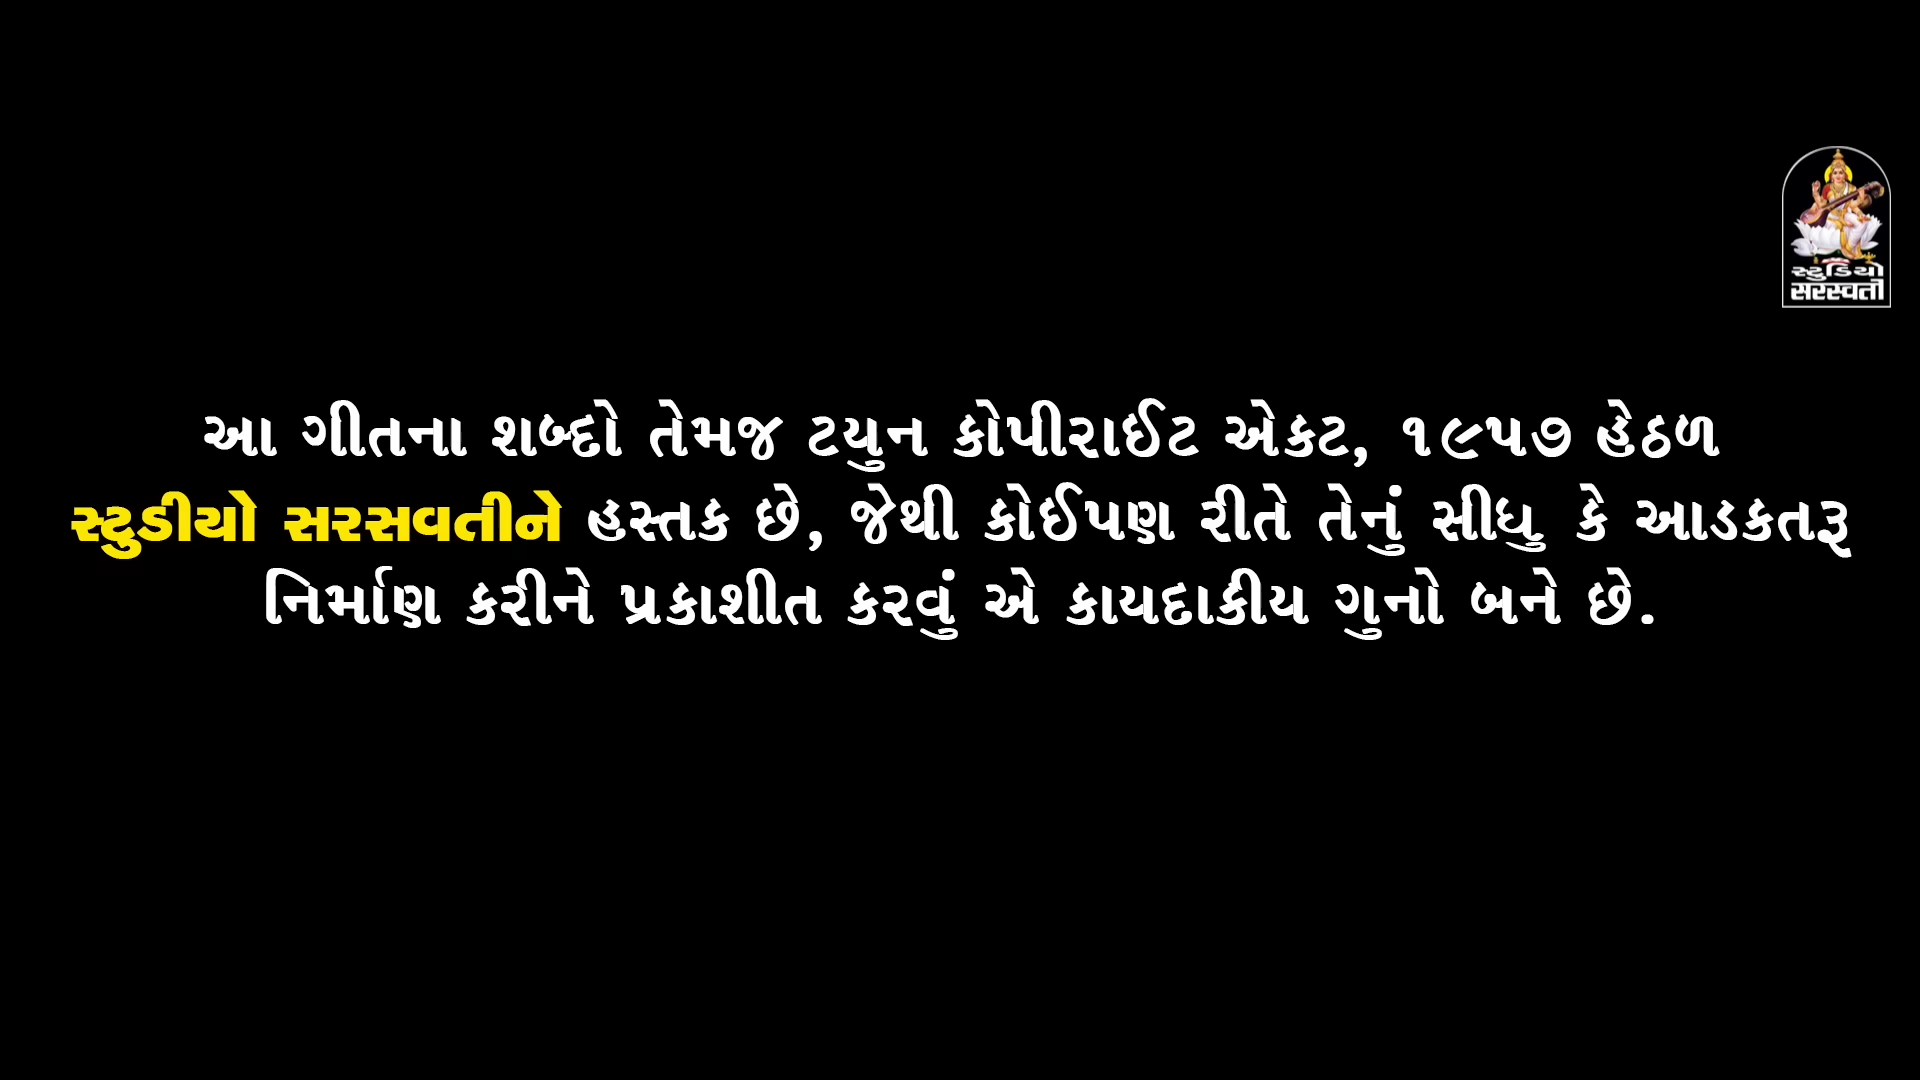 સ્ટુડિયો
સરસ્વતી
આ ગીતના શબ્દો તેમજ ટયુન કોપીરાઈટ એકટ, ૧૯૫૭ હેઠળ
સ્ટુડીયો સરસવતીને હસ્તક છે, જેથી કોઈપણ રીતે તેનું સીધુ કે આડકતરૂ
નિર્માણ કરીને પ્રકાશીત કરવું એ કાયદાકીય ગુનો બને છે.